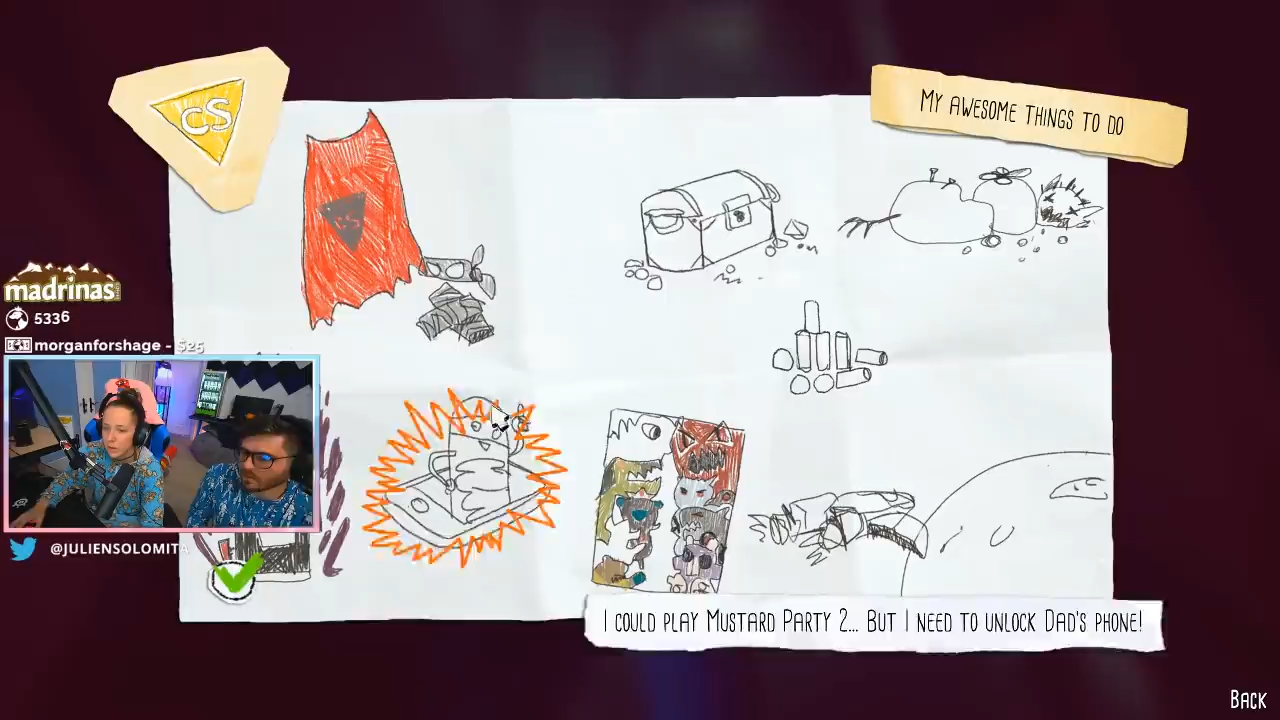 CS
MY AWESOME THINGS TO DO
madrinas
5336
morganforshage - $25
@JULIENSOLOMITA
I COULD PLAY MUSTARD PARTY 2... BUT I NEED TO UNLOCK DAD'S PHONE!
BACK